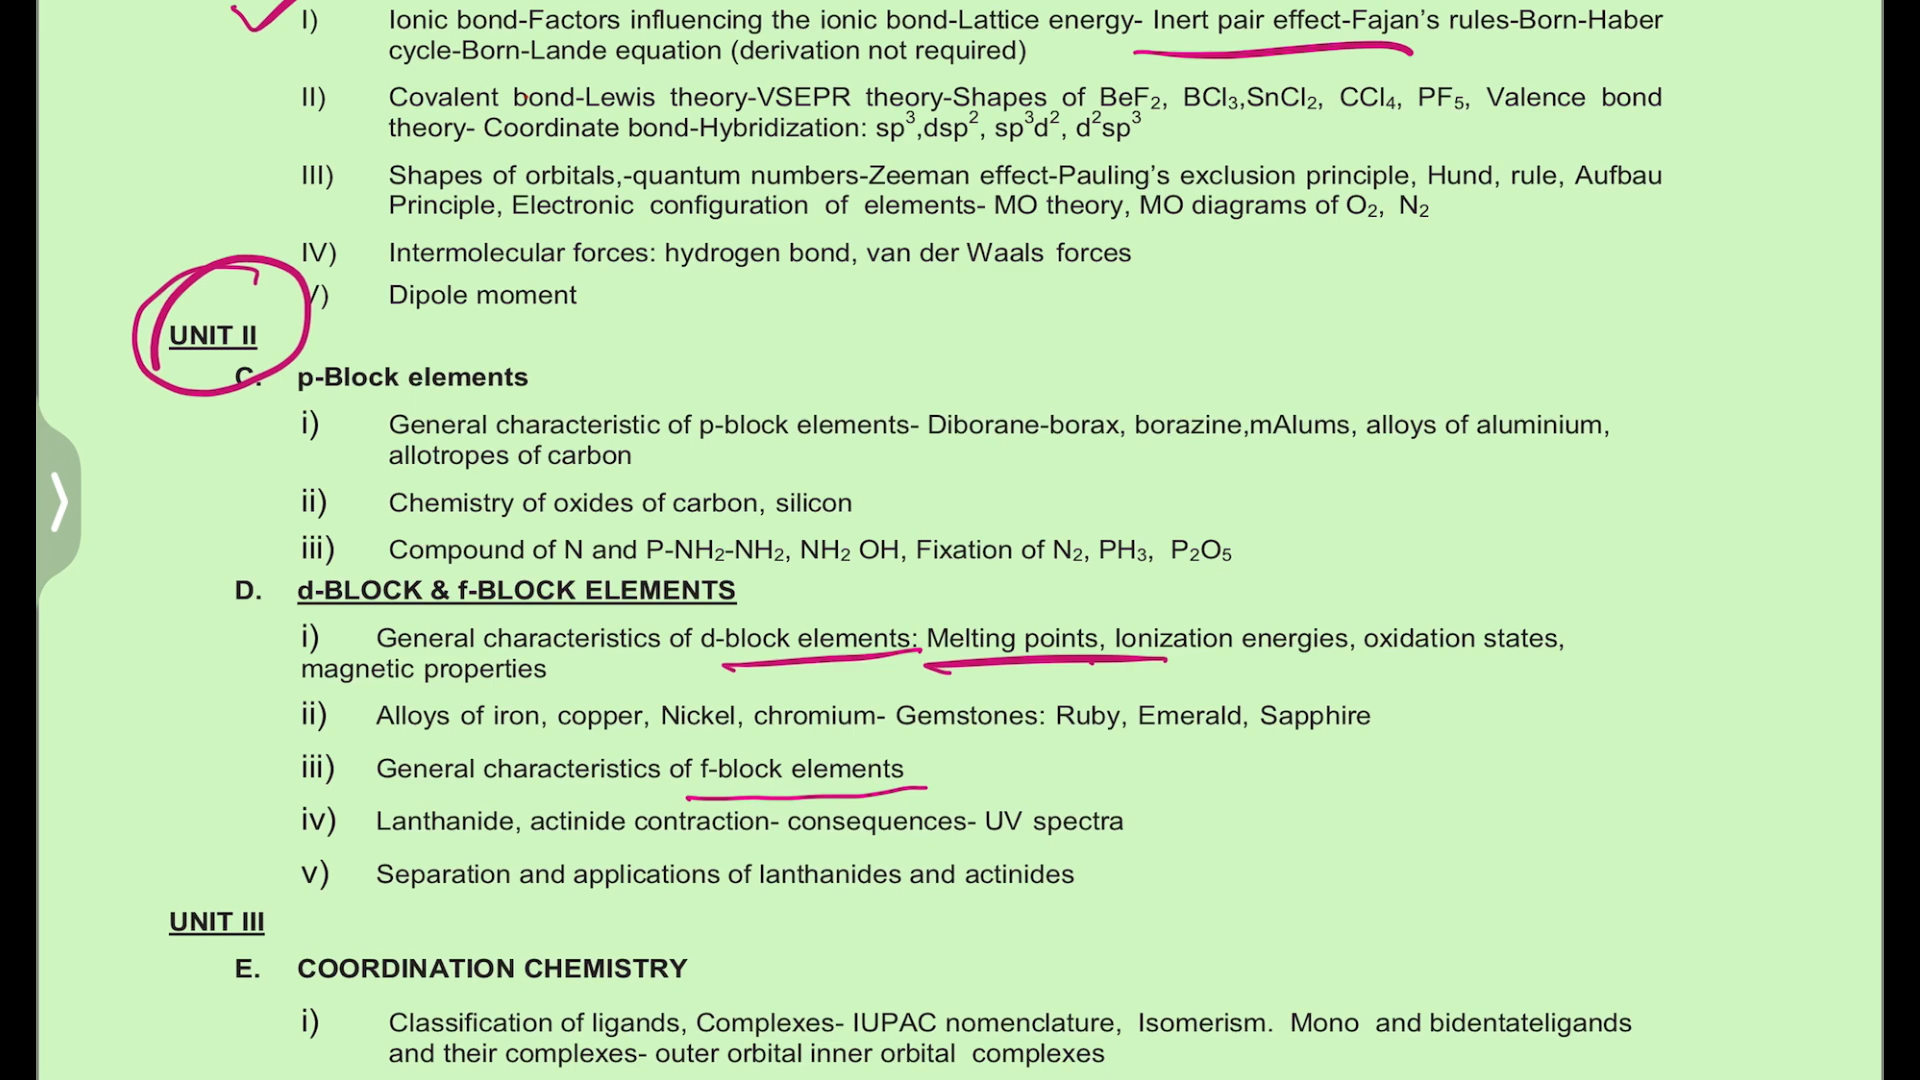 I) Ionic bond-Factors influencing the ionic bond-Lattice energy- Inert pair effect-Fajan's rules-Born-Haber
cycle-Born-Lande equation (derivation not required)
II) Covalent bond-Lewis theory-VSEPR theory-Shapes of BeF₂, BCl₃,SnCl₂, CCl₄, PF₅, Valence bond
theory- Coordinate bond-Hybridization: sp³,dsp², sp³d², d²sp³
III) Shapes of orbitals,-quantum numbers-Zeeman effect-Pauling's exclusion principle, Hund, rule, Aufbau
Principle, Electronic configuration of elements- MO theory, MO diagrams of O₂, N₂
IV) Intermolecular forces: hydrogen bond, van der Waals forces
V) Dipole moment
UNIT II
C. p-Block elements
i) General characteristic of p-block elements- Diborane-borax, borazine,mAlums, alloys of aluminium,
allotropes of carbon
ii) Chemistry of oxides of carbon, silicon
iii) Compound of N and P-NH₂-NH₂, NH₂ OH, Fixation of N₂, PH₃, P₂O₅
D. d-BLOCK & f-BLOCK ELEMENTS
i) General characteristics of d-block elements: Melting points, Ionization energies, oxidation states,
magnetic properties
ii) Alloys of iron, copper, Nickel, chromium- Gemstones: Ruby, Emerald, Sapphire
iii) General characteristics of f-block elements
iv) Lanthanide, actinide contraction- consequences- UV spectra
v) Separation and applications of lanthanides and actinides
UNIT III
E. COORDINATION CHEMISTRY
i) Classification of ligands, Complexes- IUPAC nomenclature, Isomerism. Mono and bidentateligands
and their complexes- outer orbital inner orbital complexes